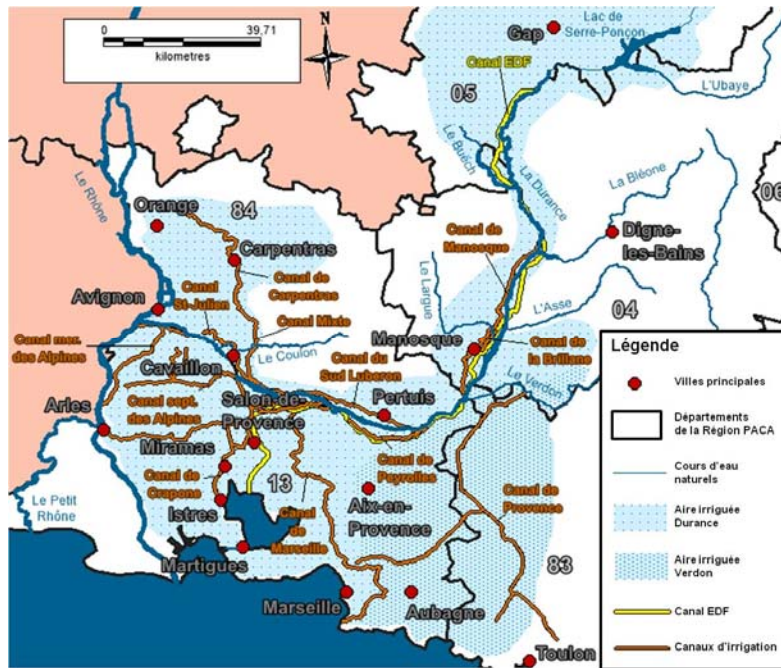 0
39.71
kilometres
N
Gap
Lac de
Serre-Ponçon
Canal EDF
L'Ubaye
05
Le Buëch
La Durance
La Bléone
06
Le Rhône
Orange
84
Carpentras
Canal de
Carpentras
Canal
St-Julien
Canal de
Manosque
Digne-
les-Bains
Le Largue
L'Asse
04
Avignon
Canal Mixte
Canal mer.
des Alpines
Cavaillon
Le Coulon
Manosque
Canal de
la Brillane
Canal du
Sud Luberon
Le Verdon
Arles
Canal sept.
des Alpines
Salon-de-
Provence
Pertuis
Miramas
Canal de
Peyrolles
Canal de
Crapone
13
Aix-en-
Provence
Canal de
Provence
Le Petit
Rhône
Istres
Canal
de
Marseille
Martigues
83
Marseille
Aubagne
Toulon
Légende
Villes principales
Départements
de la Région PACA
Cours d'eau
naturels
Aire irriguée
Durance
Aire irriguée
Verdon
Canal EDF
Canaux d'irrigation